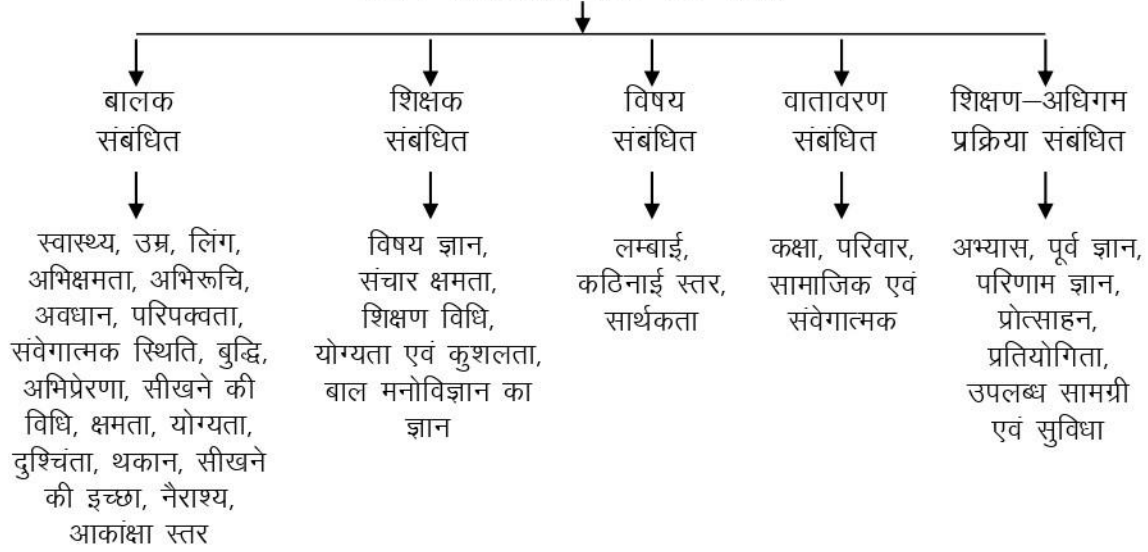 बालक
संबंधित
शिक्षक
संबंधित
विषय
संबंधित
वातावरण
संबंधित
शिक्षण–अधिगम
प्रक्रिया संबंधित
स्वास्थ्य, उम्र, लिंग,
अभिक्षमता, अभिरूचि,
अवधान, परिपक्वता,
संवेगात्मक स्थिति, बुद्धि,
अभिप्रेरणा, सीखने की
विधि, क्षमता, योग्यता,
दुश्चिंता, थकान, सीखने
की इच्छा, नैराश्य,
आकांक्षा स्तर
विषय ज्ञान,
संचार क्षमता,
शिक्षण विधि,
योग्यता एवं कुशलता,
बाल मनोविज्ञान का
ज्ञान
लम्बाई,
कठिनाई स्तर,
सार्थकता
कक्षा, परिवार,
सामाजिक एवं
संवेगात्मक
अभ्यास, पूर्व ज्ञान,
परिणाम ज्ञान,
प्रोत्साहन,
प्रतियोगिता,
उपलब्ध सामग्री
एवं सुविधा